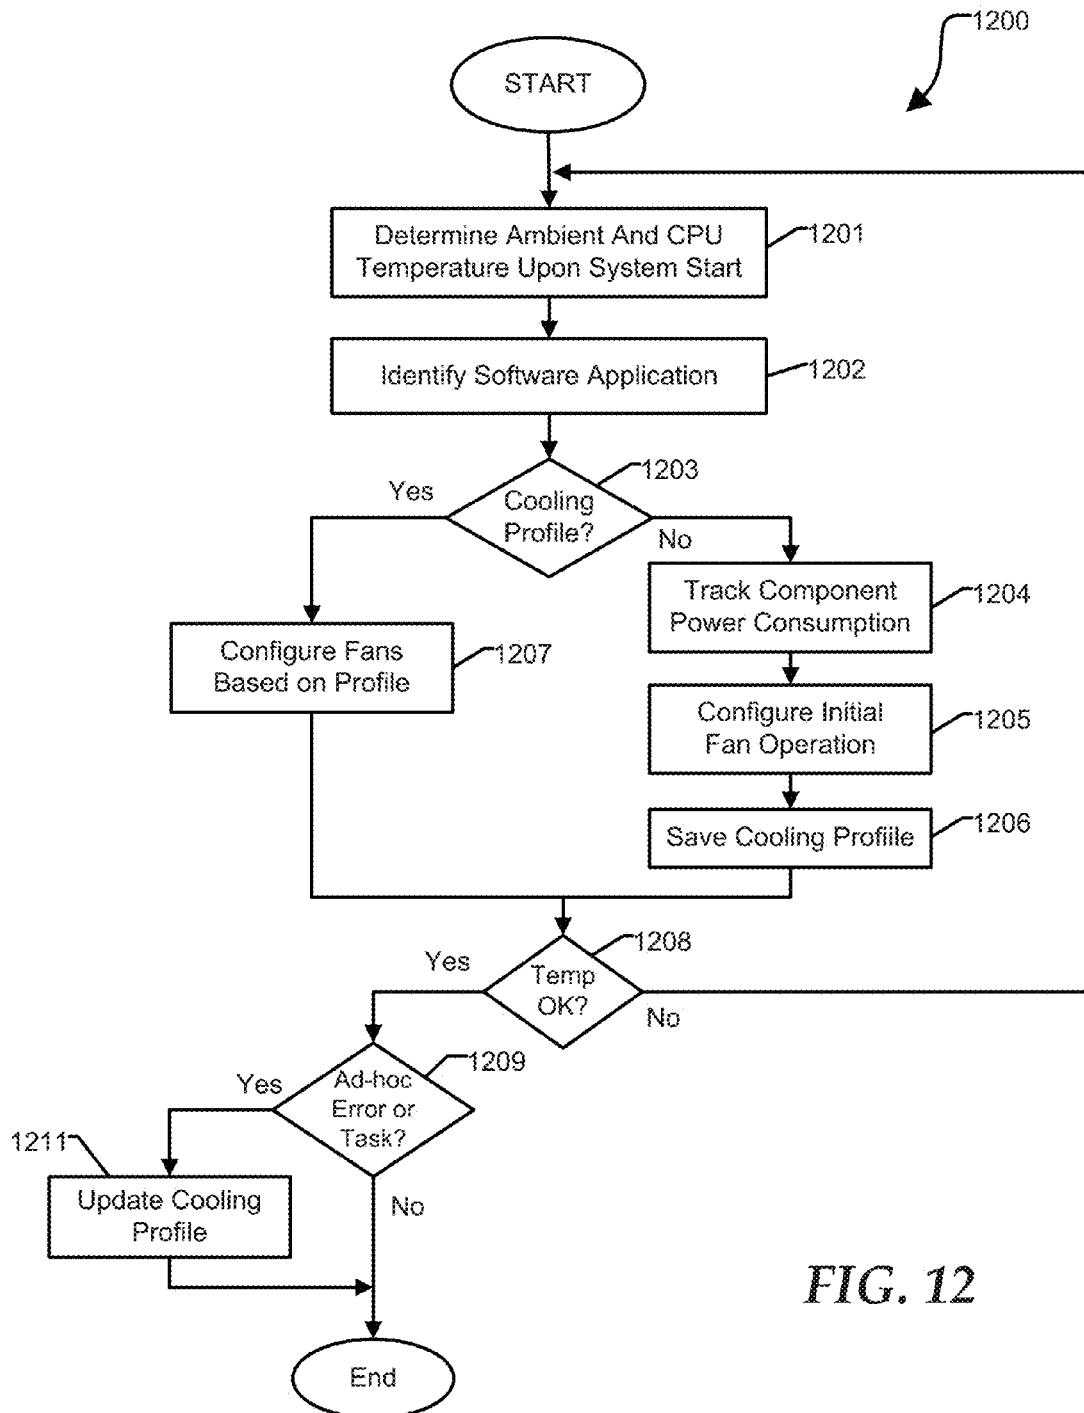 1200
START
Determine Ambient And CPU
Temperature Upon System Start
1201
Identify Software Application
1202
Cooling
Profile?
1203
Yes
No
Track Component
Power Consumption
1204
Configure Fans
Based on Profile
1207
Configure Initial
Fan Operation
1205
Save Cooling Profiile
1206
Temp
OK?
1208
Yes
No
Ad-hoc
Error or
Task?
1209
Yes
No
1211
Update Cooling
Profile
FIG. 12
End